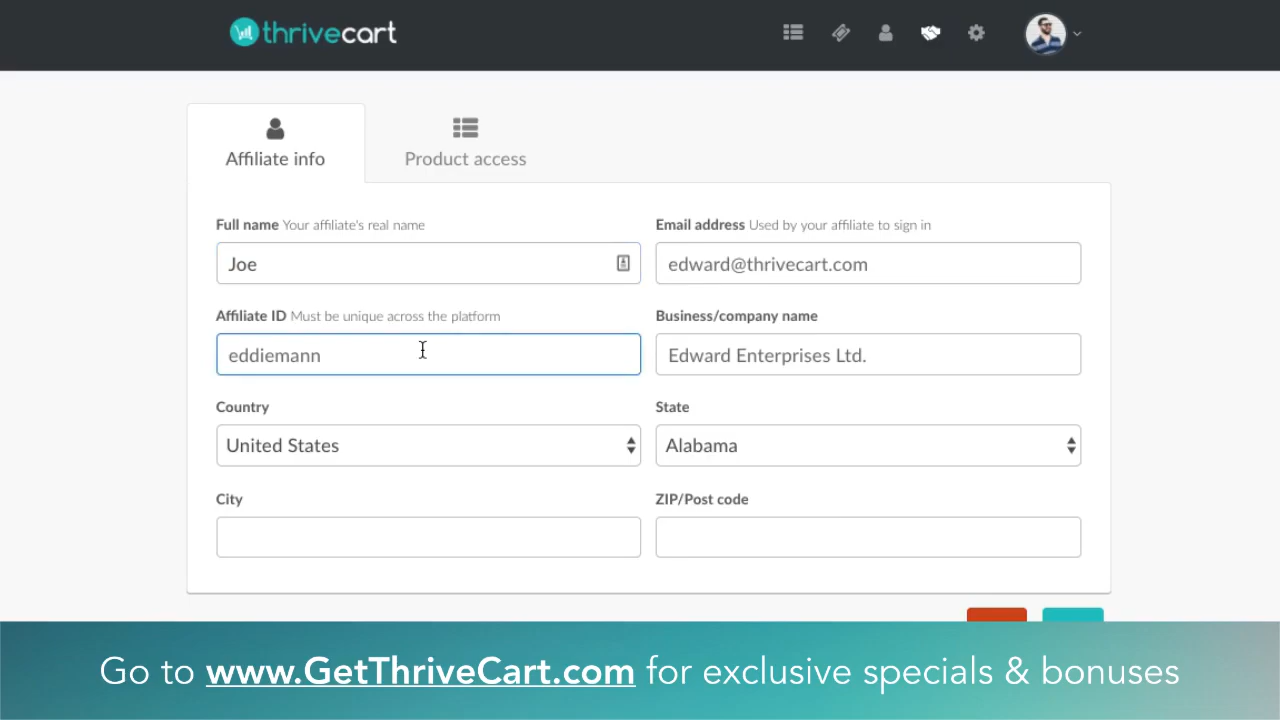 thrivecart
Affiliate info
Product access
Full name Your affiliate's real name
Email address Used by your affiliate to sign in
Joe
edward@thrivecart.com
Affiliate ID Must be unique across the platform
Business/company name
eddiemann
Edward Enterprises Ltd.
Country
State
United States
Alabama
City
ZIP/Post code
Go to www.GetThriveCart.com for exclusive specials & bonuses